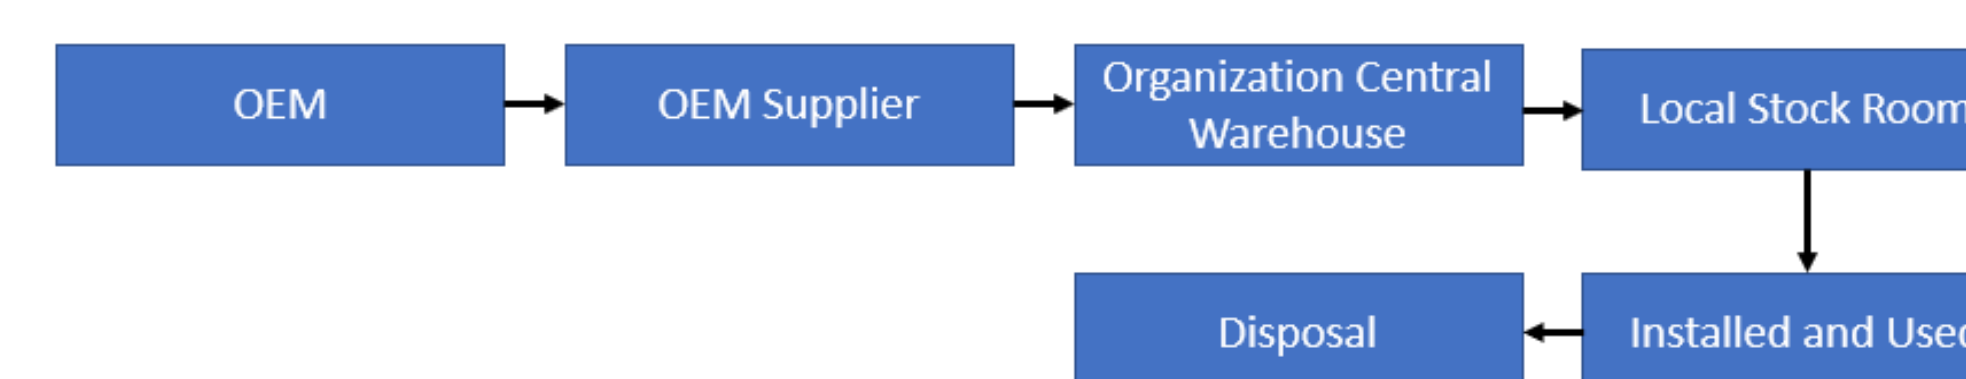 OEM
OEM Supplier
Organization Central
Warehouse
Local Stock Room
Disposal
Installed and Used